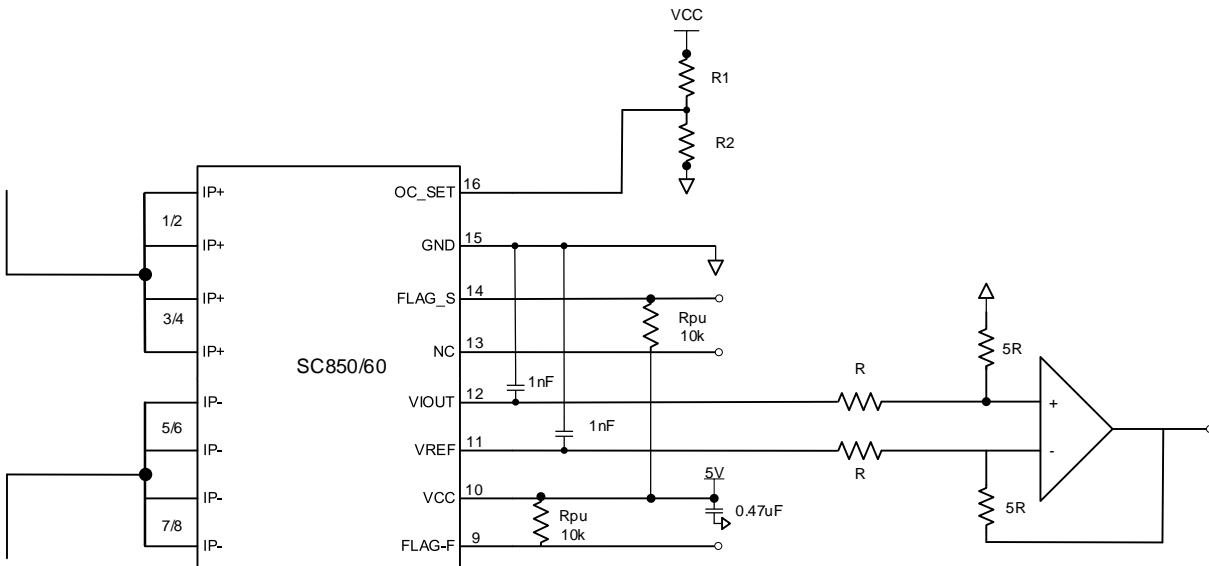 VCC
R1
R2
IP+
OC_SET
16
1/2
IP+
GND
15
IP+
FLAG_S
14
3/4
Rpu
10k
5R
IP+
NC
13
SC850/60
R
1nF
IP-
VIOUT
12
+
5/6
1nF
IP-
VREF
11
-
R
5V
IP-
VCC
10
5R
7/8
Rpu
10k
0.47uF
IP-
FLAG-F
9